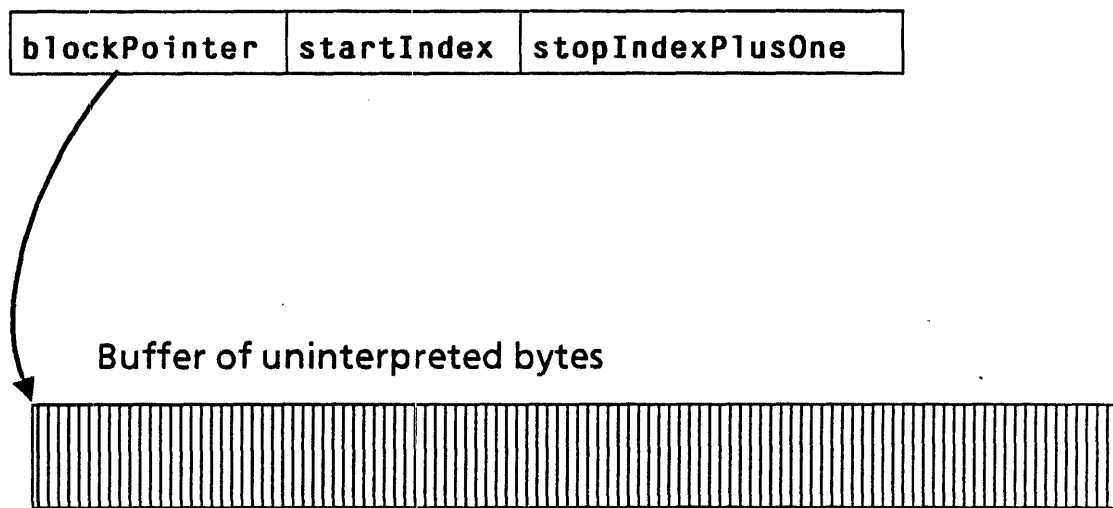 blockPointer startIndex stopIndexPlusOne
Buffer of uninterpreted bytes